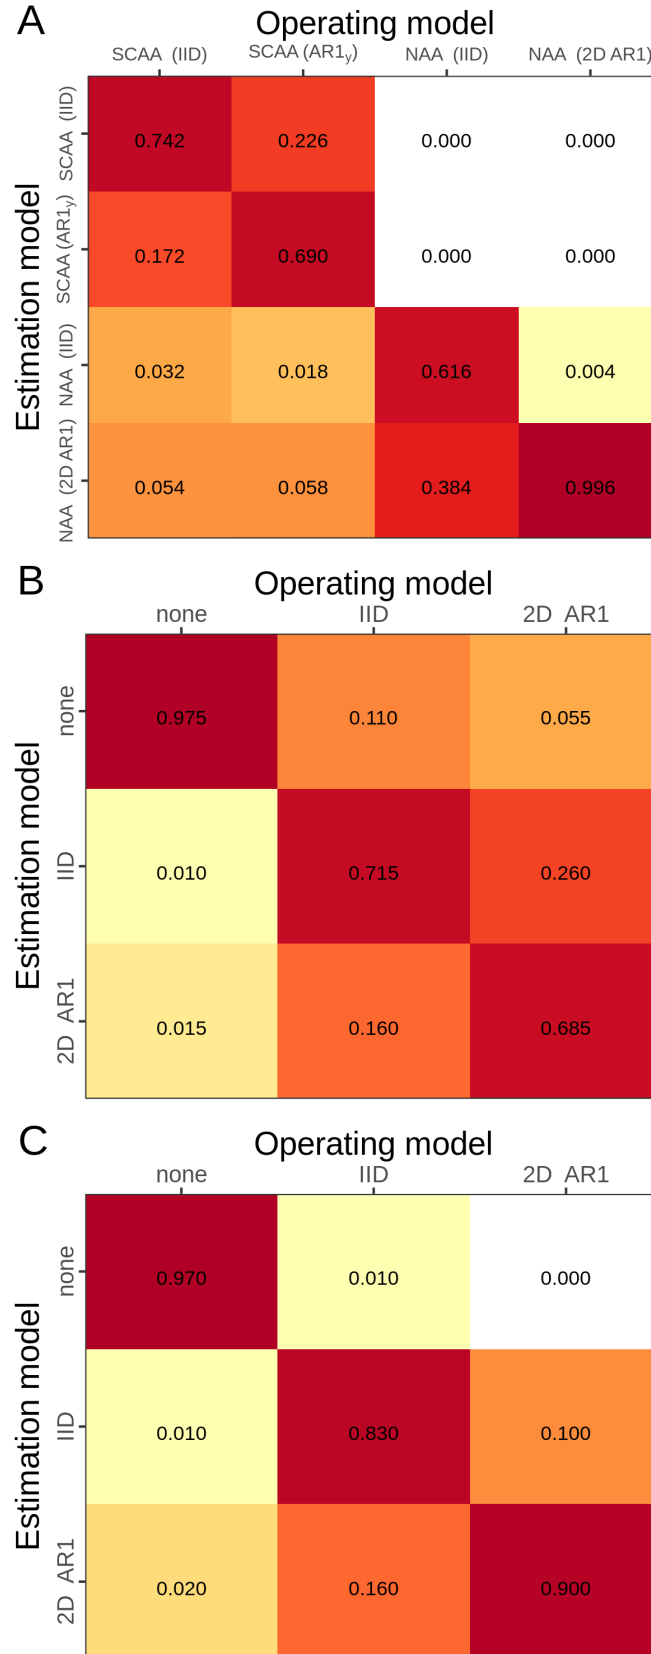 A
Operating model
SCAA (IID) SCAA (AR1y) NAA (IID) NAA (2D AR1)
Estimation model
SCAA (IID) 0.742 0.226 0.000 0.000
SCAA (AR1y) 0.172 0.690 0.000 0.000
NAA (IID) 0.032 0.018 0.616 0.004
NAA (2D AR1) 0.054 0.058 0.384 0.996
B
Operating model
none IID 2D AR1
Estimation model
none 0.975 0.110 0.055
IID 0.010 0.715 0.260
2D AR1 0.015 0.160 0.685
C
Operating model
none IID 2D AR1
Estimation model
none 0.970 0.010 0.000
IID 0.010 0.830 0.100
2D AR1 0.020 0.160 0.900